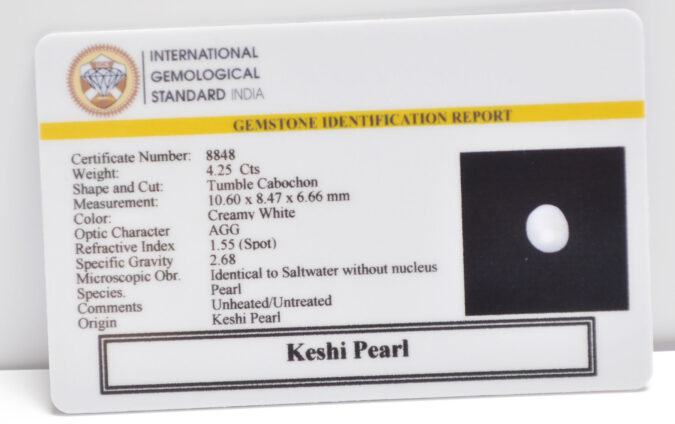 INTERNATIONAL
GEMOLOGICAL
STANDARD INDIA
GEMSTONE IDENTIFICATION REPORT
Certificate Number: 8848
Weight: 4.25 Cts
Shape and Cut: Tumble Cabochon
Measurement: 10.60 x 8.47 x 6.66 mm
Color: Creamy White
Optic Character AGG
Refractive Index 1.55 (Spot)
Specific Gravity 2.68
Microscopic Obr. Identical to Saltwater without nucleus
Species. Pearl
Comments Unheated/Untreated
Origin Keshi Pearl
Keshi Pearl